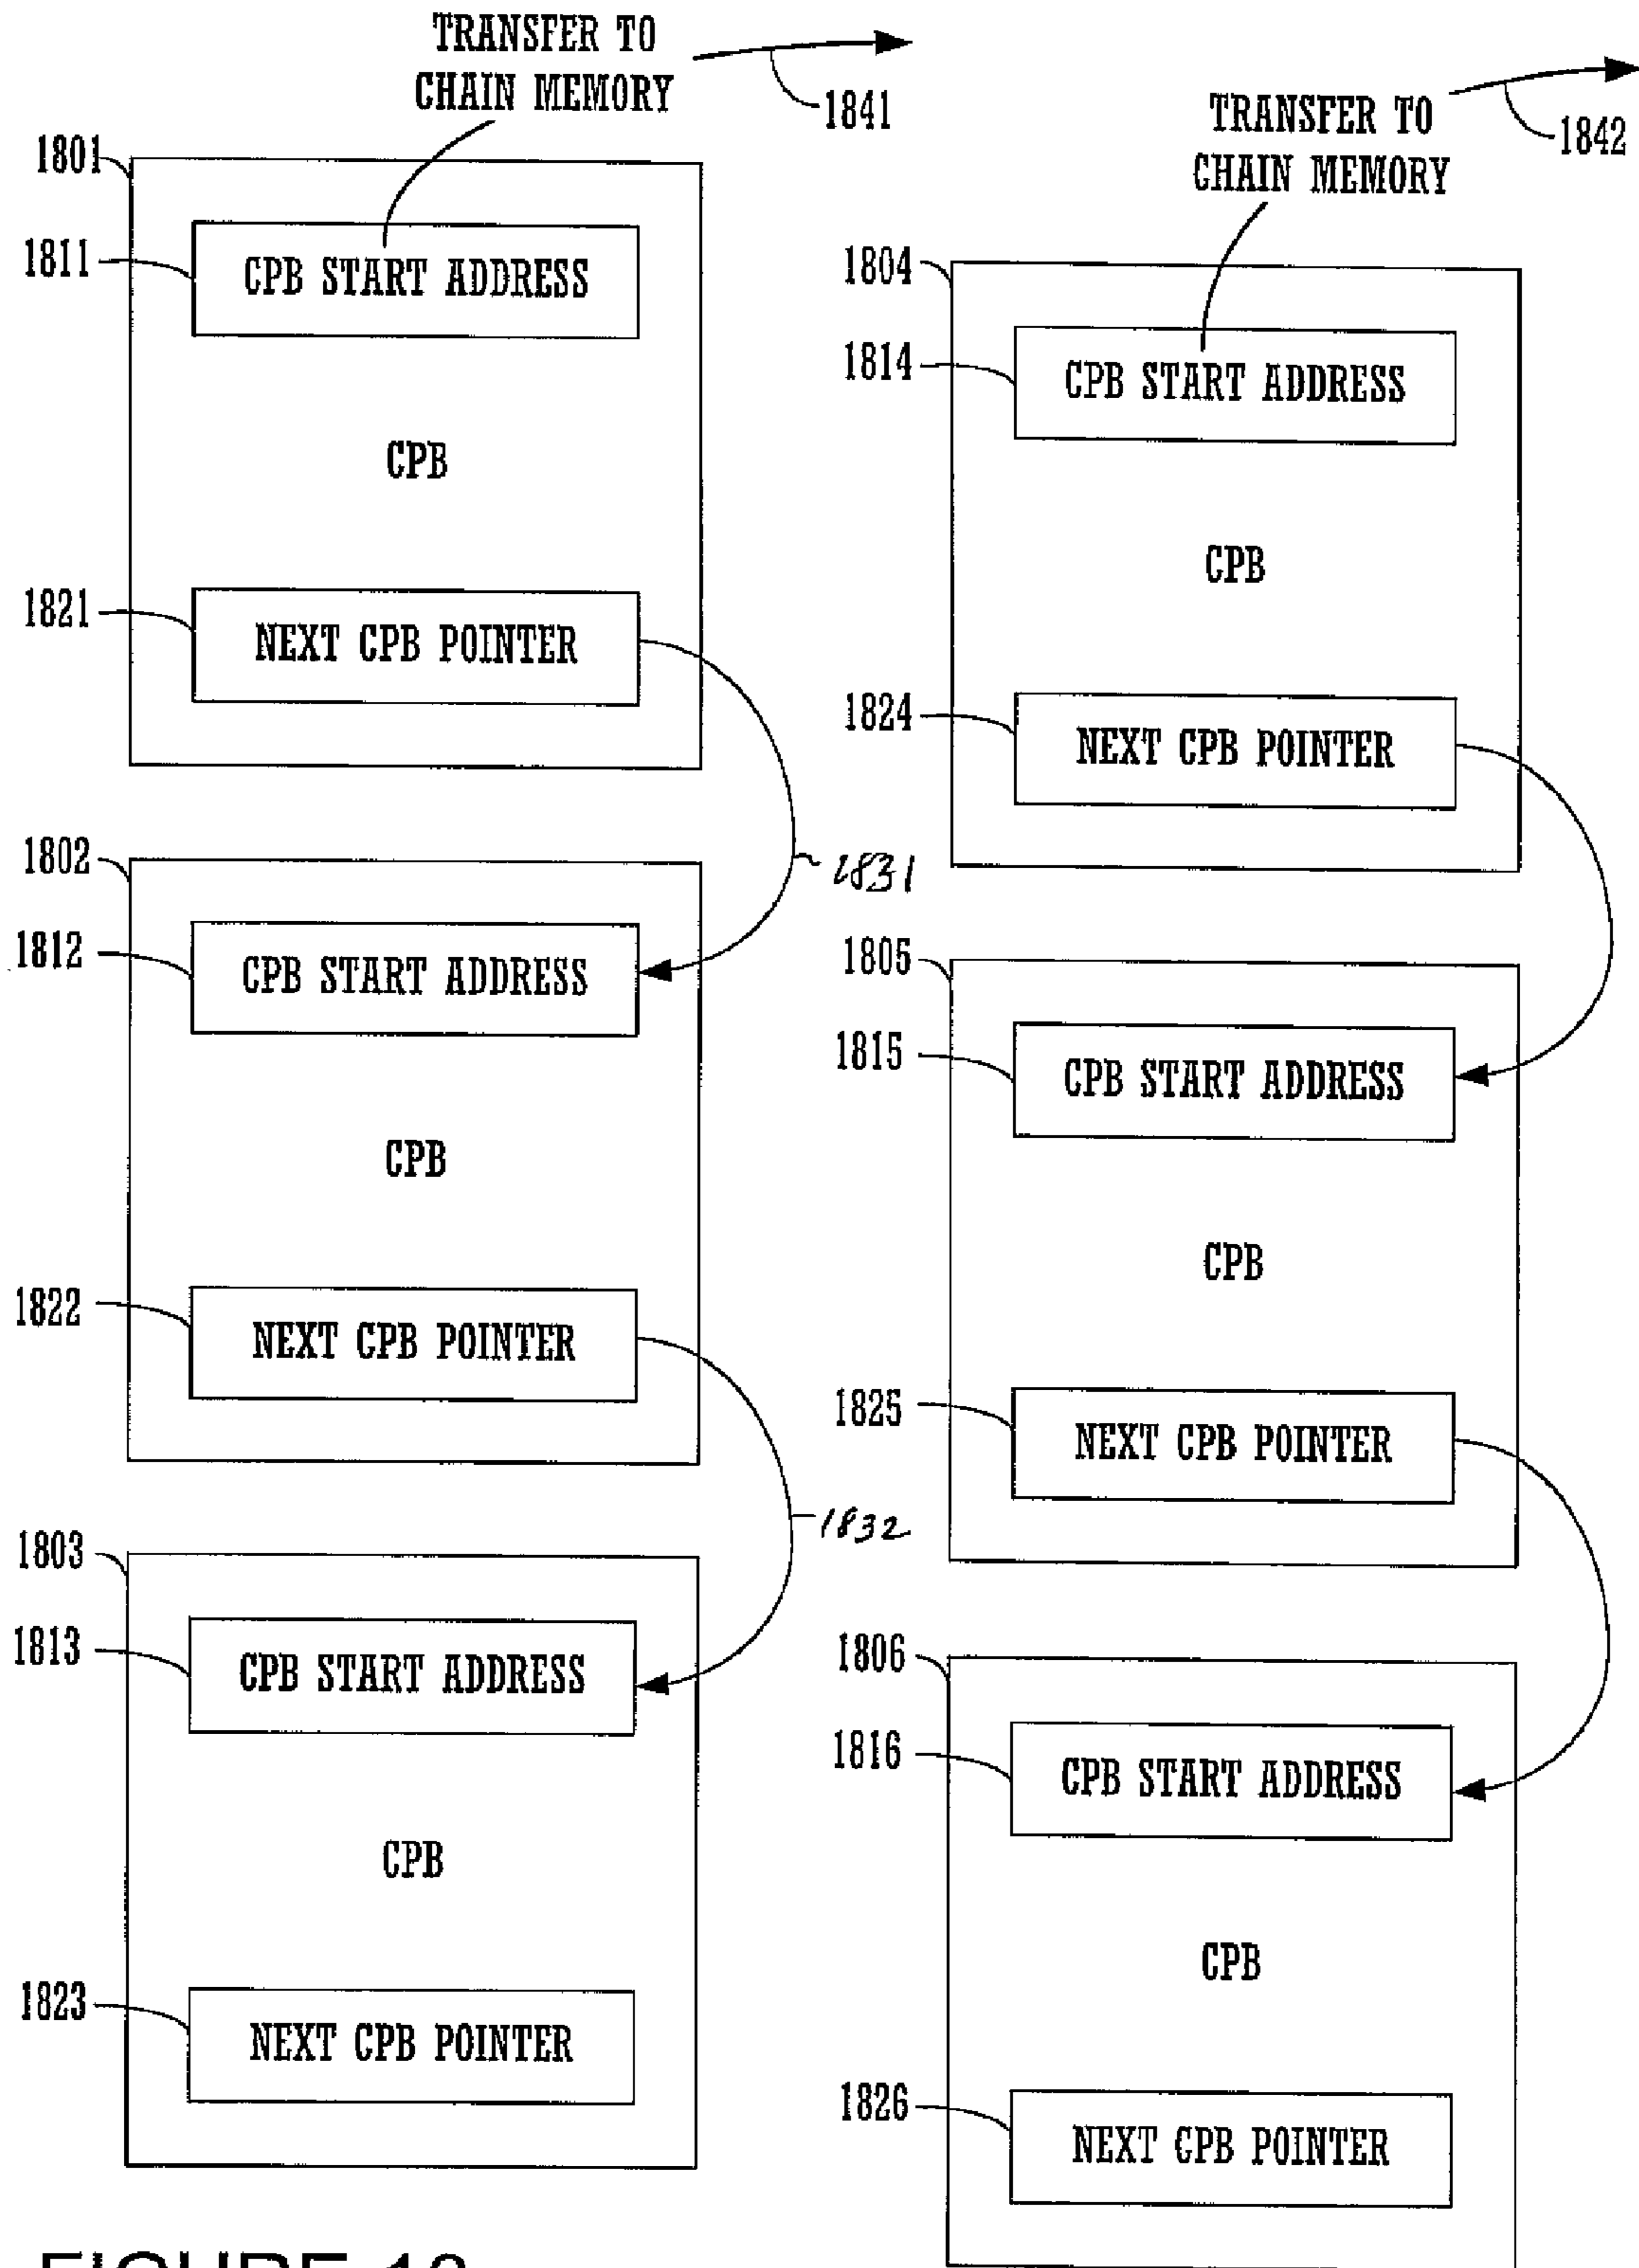 TRANSFER TO
CHAIN MEMORY
1841
1801
1811
CPB START ADDRESS
CPB
1821
NEXT CPB POINTER
1831
1802
1812
CPB START ADDRESS
CPB
1822
NEXT CPB POINTER
1832
1803
1813
CPB START ADDRESS
CPB
1823
NEXT CPB POINTER
TRANSFER TO
CHAIN MEMORY
1842
1804
1814
CPB START ADDRESS
CPB
1824
NEXT CPB POINTER
1805
1815
CPB START ADDRESS
CPB
1825
NEXT CPB POINTER
1806
1816
CPB START ADDRESS
CPB
1826
NEXT CPB POINTER
FIGURE